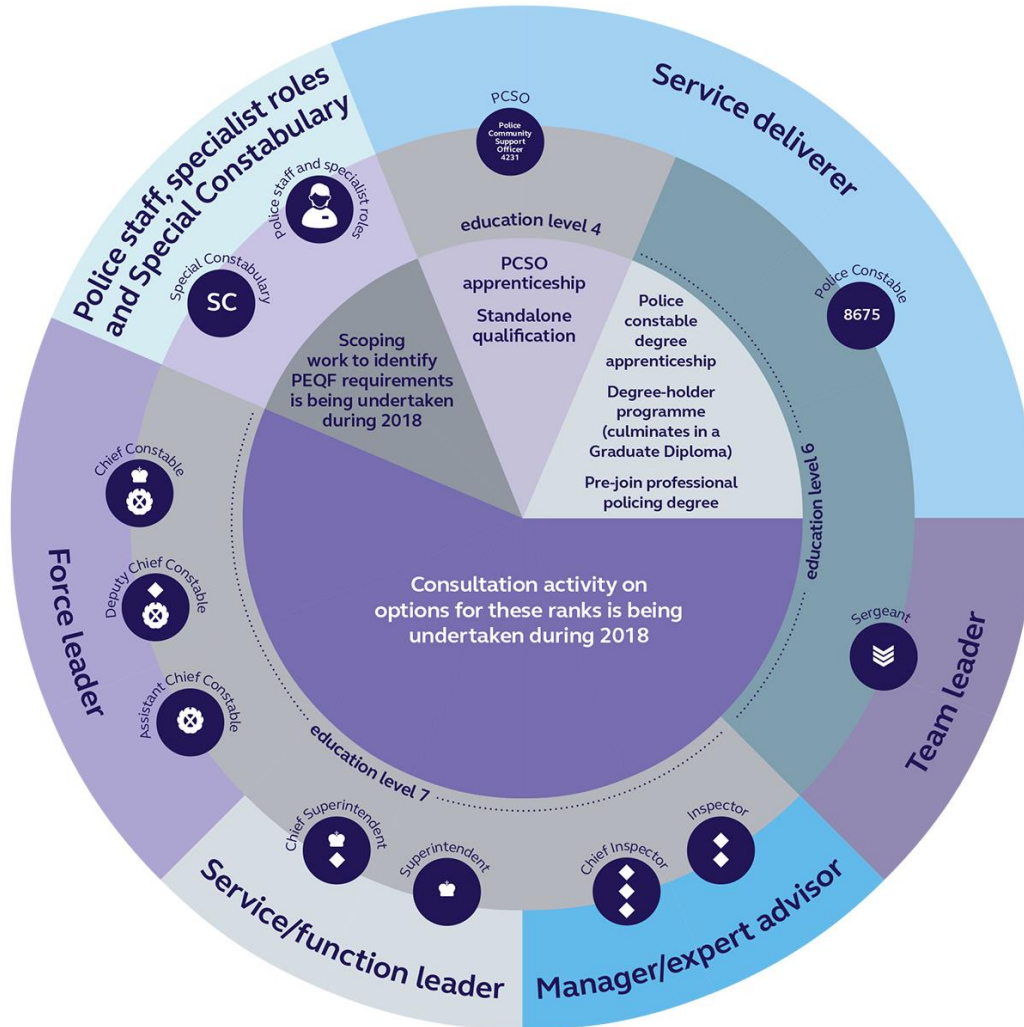 Police staff, specialist roles
and Special Constabulary
Service deliverer
Team leader
Manager/expert advisor
Service/function leader
Force leader
PCSO
Police
Community
Support
Officer
4231
Police Constable
8675
Sergeant
Inspector
Chief Inspector
Superintendent
Chief Superintendent
Assistant Chief Constable
Deputy Chief Constable
Chief Constable
Special Constabulary
SC
Police staff and specialist roles
education level 4
education level 6
education level 7
PCSO
apprenticeship
Standalone
qualification
Police
constable
degree
apprenticeship
Degree-holder
programme
(culminates in a
Graduate Diploma)
Pre-join professional
policing degree
Scoping
work to identify
PEQF requirements
is being undertaken
during 2018
Consultation activity on
options for these ranks is being
undertaken during 2018